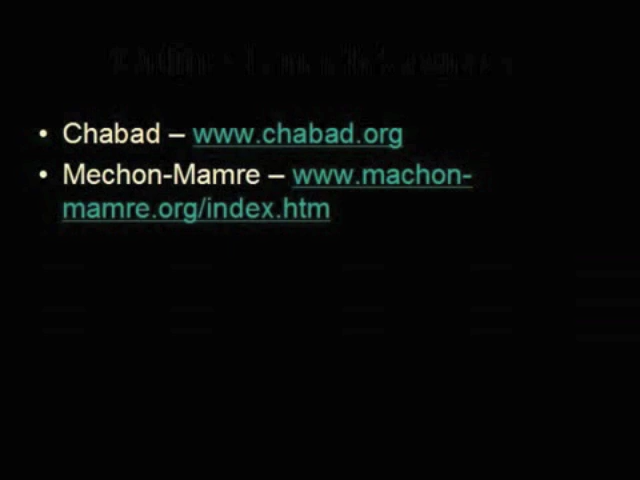 • Chabad – www.chabad.org
• Mechon-Mamre – www.machon-
mamre.org/index.htm